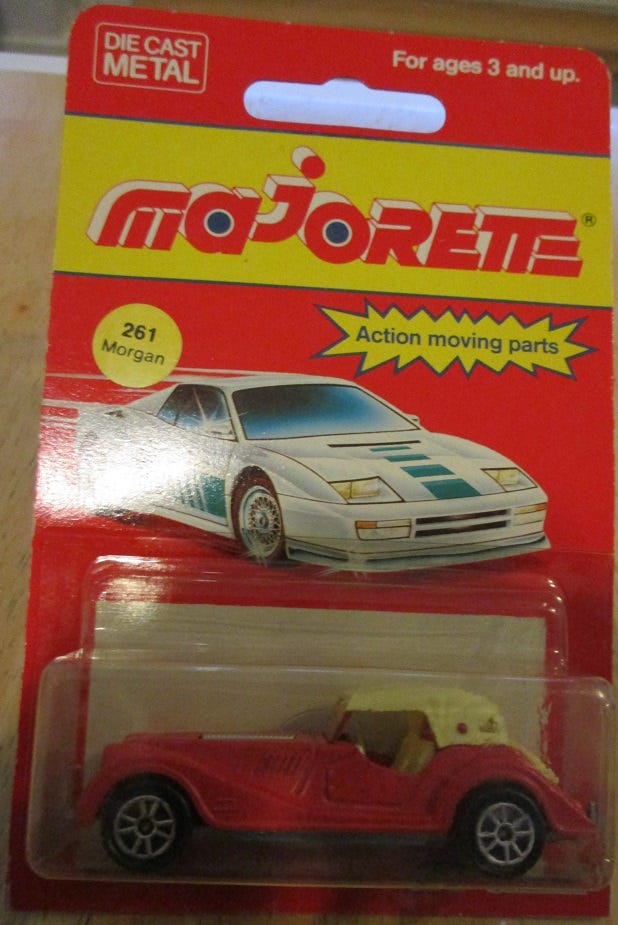 DIE CAST
METAL
For ages 3 and up.
majorette®
261
Morgan
Action moving parts